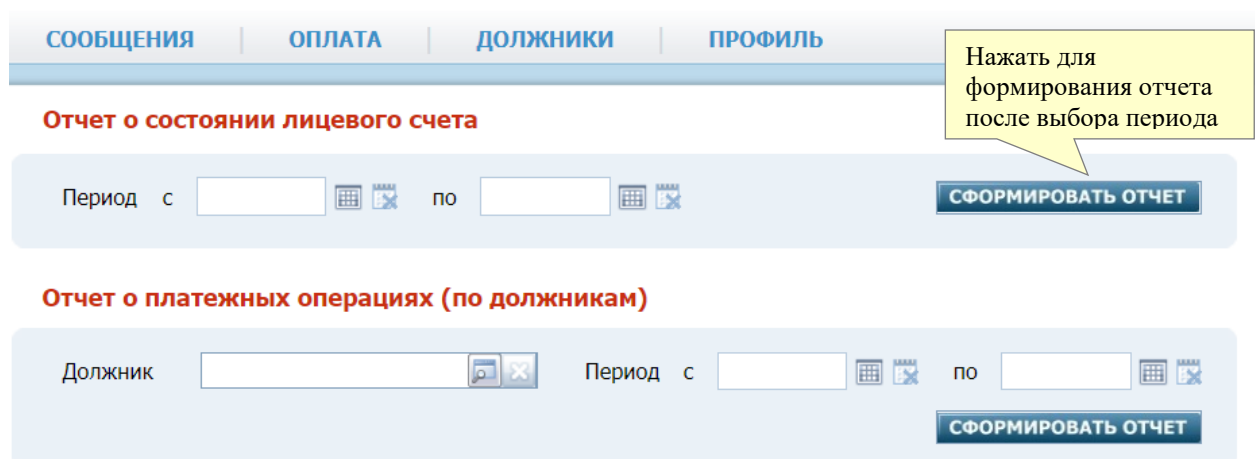 СООБЩЕНИЯ ОПЛАТА ДОЛЖНИКИ ПРОФИЛЬ
Нажать для
формирования отчета
после выбора периода
Отчет о состоянии лицевого счета
Период с по СФОРМИРОВАТЬ ОТЧЕТ
Отчет о платежных операциях (по должникам)
Должник Период с по
СФОРМИРОВАТЬ ОТЧЕТ